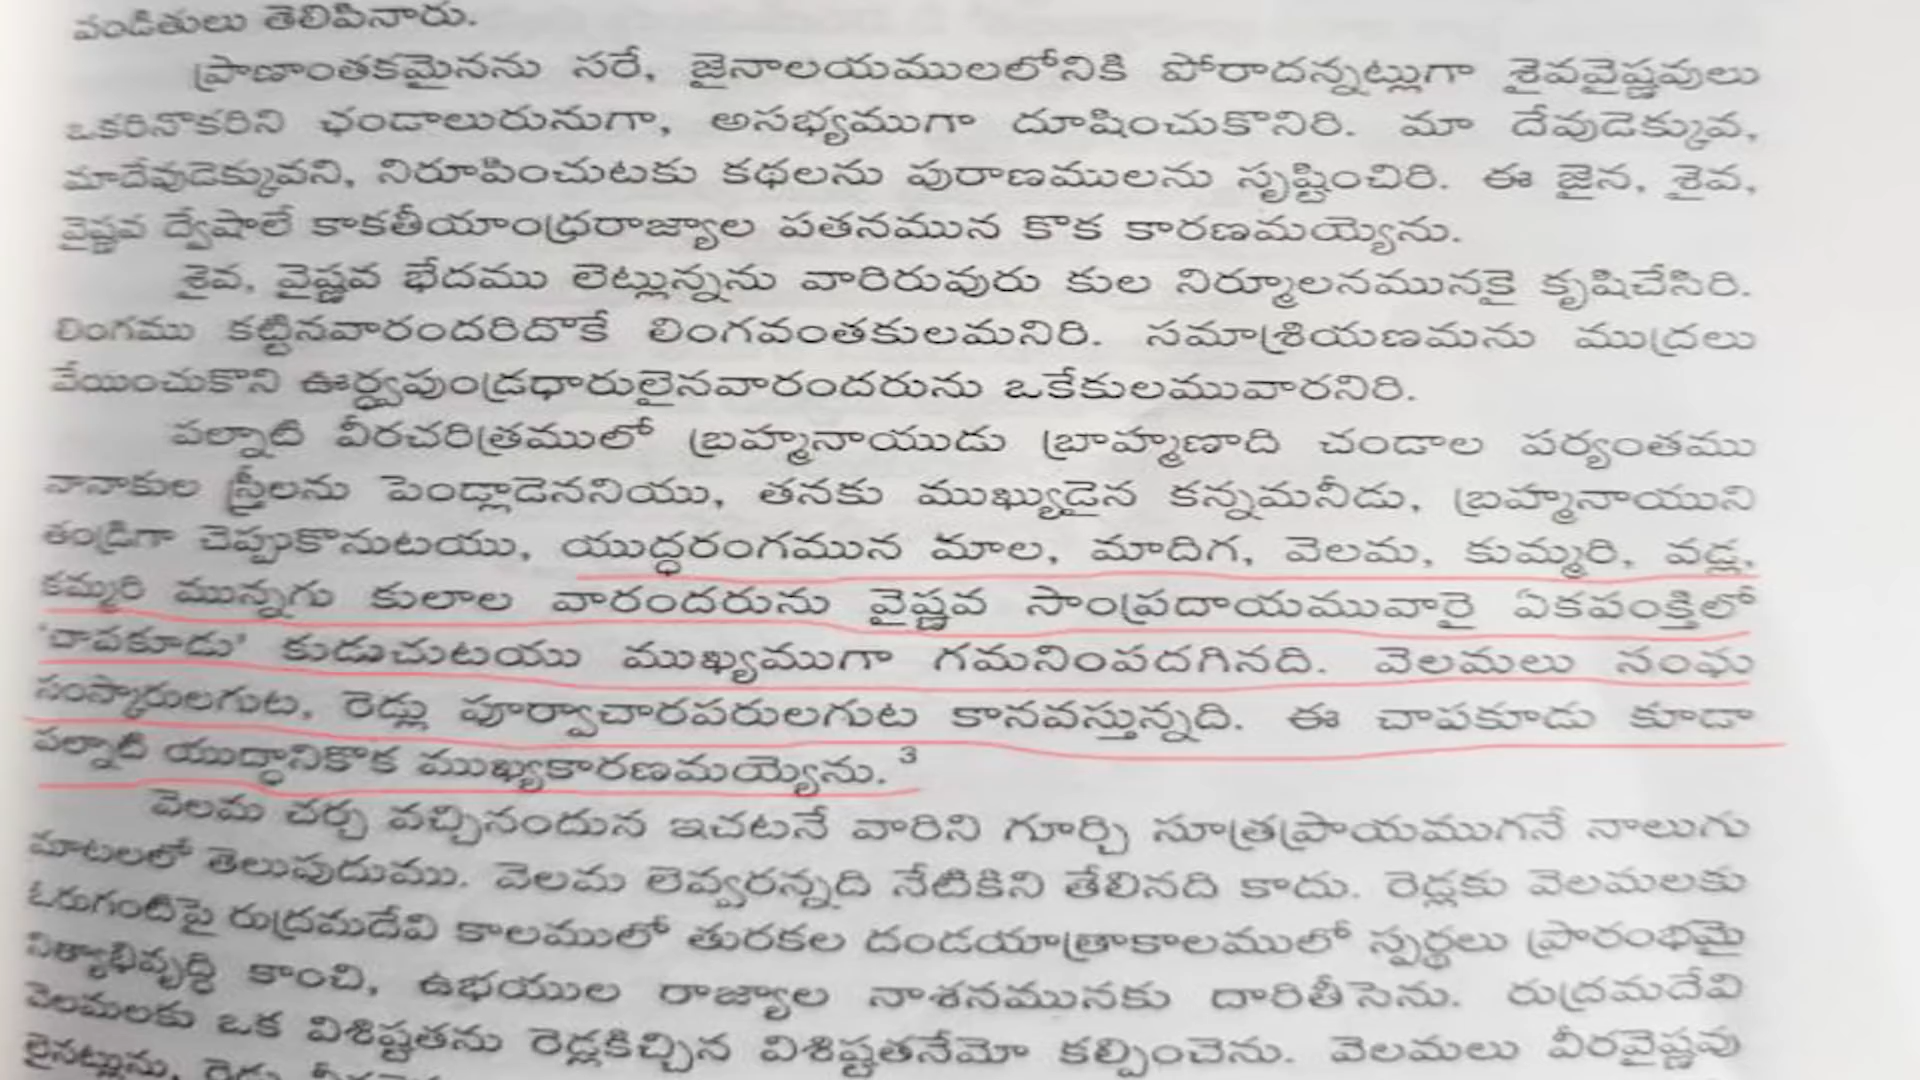 పండితులు తెలిపినారు.
ప్రాణాంతకమైనను సరే, జైనాలయములలోనికి పోరాదన్నట్లుగా శైవవైష్ణవులు
ఒకరినొకరిని ఛండాలురునుగా, అసభ్యముగా దూషించుకొనిరి. మా దేవుడెక్కువ,
మాదేవుడెక్కువని, నిరూపించుటకు కథలను పురాణములను సృష్టించిరి. ఈ జైన, శైవ,
వైష్ణవ ద్వేషాలే కాకతీయాంధ్రరాజ్యాల పతనమున కొక కారణమయ్యెను.
శైవ, వైష్ణవ భేదము లెట్లున్నను వారిరువురు కుల నిర్మూలనమునకై కృషిచేసిరి.
లింగము కట్టినవారందరిదొకే లింగవంతకులమనిరి. సమాశ్రియణమను ముద్రలు
వేయించుకొని ఊర్ధ్వపుండ్రధారులైనవారందరును ఒకేకులమువారనిరి.
పల్నాటి వీరచరిత్రములో బ్రహ్మనాయుడు బ్రాహ్మణాది చండాల పర్యంతము
నానాకుల స్త్రీలను పెండ్లాడెననియు, తనకు ముఖ్యుడైన కన్నమనీడు, బ్రహ్మనాయుని
తండ్రిగా చెప్పుకొనుటయు, యుద్ధరంగమున మాల, మాదిగ, వెలమ, కుమ్మరి, వడ్ల,
కమ్మరి మున్నగు కులాల వారందరును వైష్ణవ సాంప్రదాయమువారై ఏకపంక్తిలో
'చాపకూడు' కుడుచుటయు ముఖ్యముగా గమనింపదగినది. వెలమలు సంఘ
సంస్కారులగుట, రెడ్లు పూర్వాచారపరులగుట కానవస్తున్నది. ఈ చాపకూడు కూడా
పల్నాటి యుద్ధానికొక ముఖ్యకారణమయ్యెను. 3
వెలమ చర్చ వచ్చినందున ఇచటనే వారిని గూర్చి సూత్రప్రాయముగనే నాలుగు
మాటలలో తెలుపుదుము. వెలమ లెవ్వరన్నది నేటికిని తేలినది కాదు. రెడ్లకు వెలమలకు
ఓరుగంటిపై రుద్రమదేవి కాలములో తురకల దండయాత్రాకాలములో స్పర్థలు ప్రారంభమై
నిత్యాభివృద్ధి కాంచి, ఉభయుల రాజ్యాల నాశనమునకు దారితీసెను. రుద్రమదేవి
వెలమలకు ఒక విశిష్టతను రెడ్లకిచ్చిన విశిష్టతనేమో కల్పించెను. వెలమలు వీరవైష్ణవు
లైనట్లును,